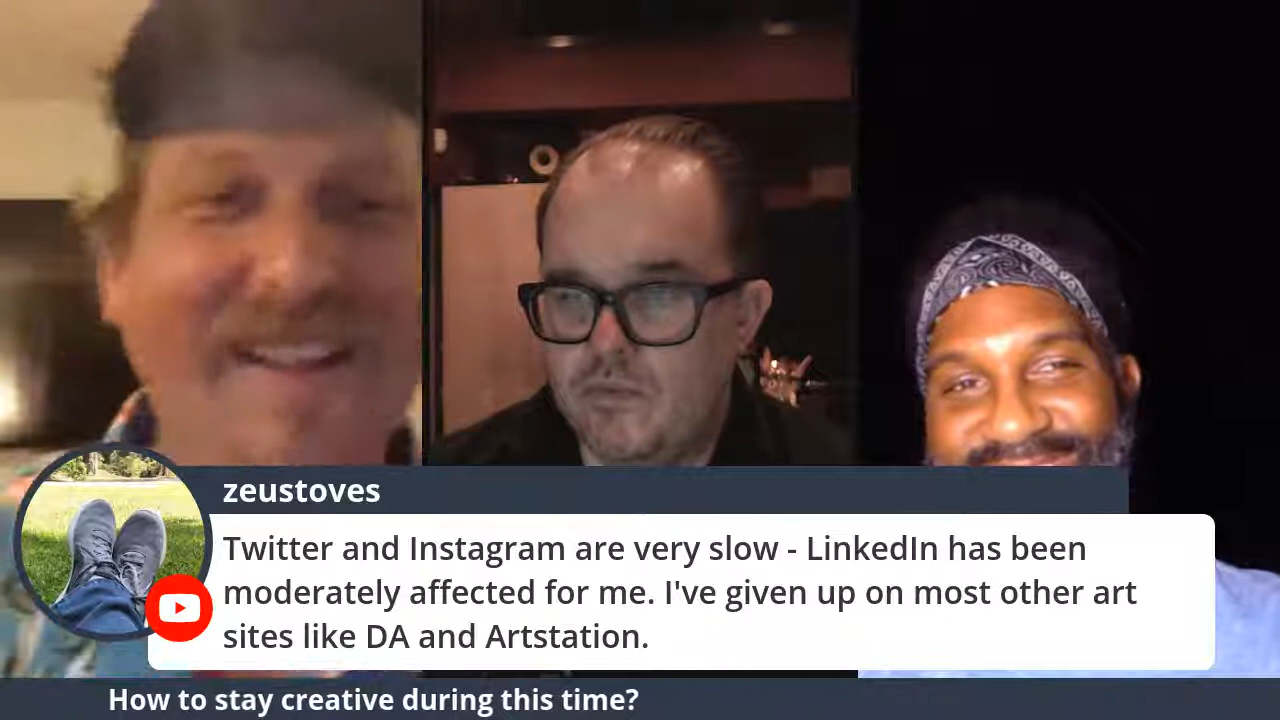 zeustoves
Twitter and Instagram are very slow - LinkedIn has been
moderately affected for me. I've given up on most other art
sites like DA and Artstation.
How to stay creative during this time?